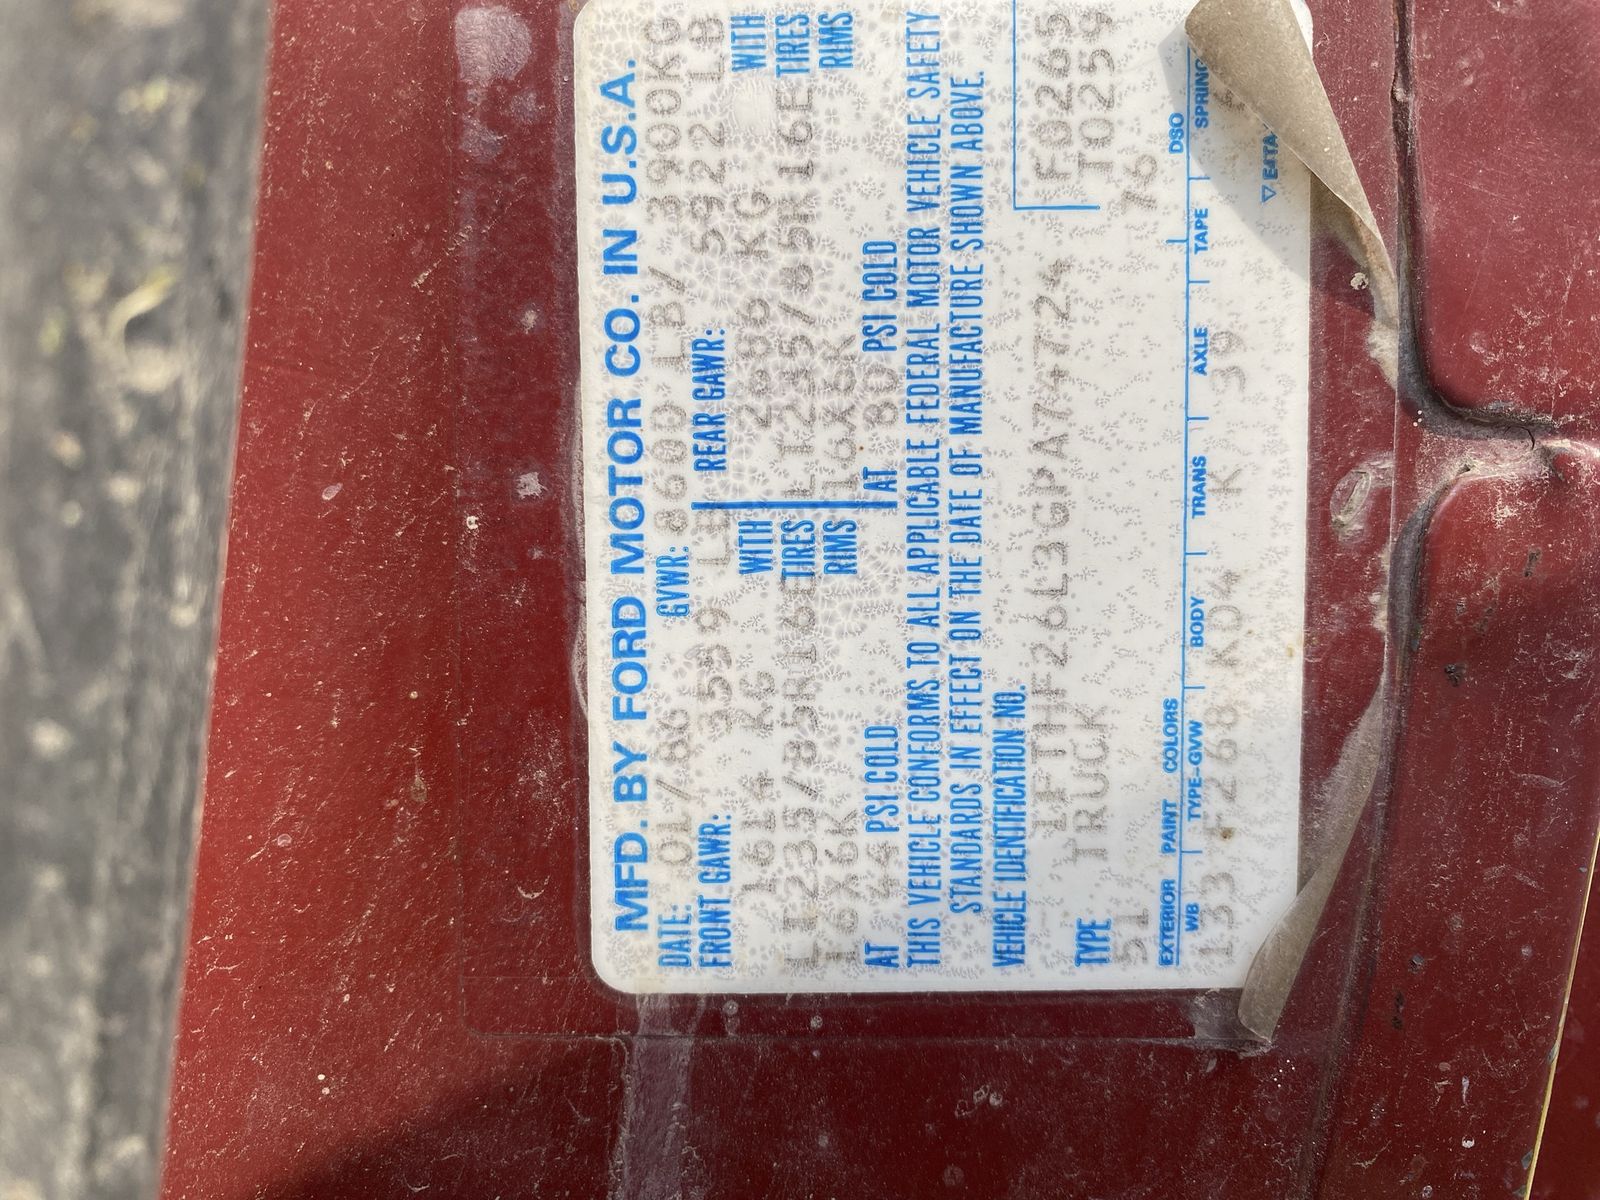 MFD. BY FORD MOTOR CO. IN U.S.A.
DATE: 01/86 GVWR: 8600 LB/ 3900KG
FRONT GAWR: 3559 LB REAR GAWR: 5922 LB
1614 KG WITH 2686 KG WITH
LT235/85R16E TIRES LT235/85R16E TIRES
16X6K RIMS 16X6K RIMS
AT 44 PSI COLD AT 80 PSI COLD
THIS VEHICLE CONFORMS TO ALL APPLICABLE FEDERAL MOTOR VEHICLE SAFETY
STANDARDS IN EFFECT ON THE DATE OF MANUFACTURE SHOWN ABOVE.
VEHICLE IDENTIFICATION NO.
1FTHF26L3GPA74724 F0265
TYPE TRUCK T0259
51 76
EXTERIOR PAINT COLORS DSO
WB TYPE-GVW BODY TRANS AXLE TAPE SPRING
133 F268 K04 K 39